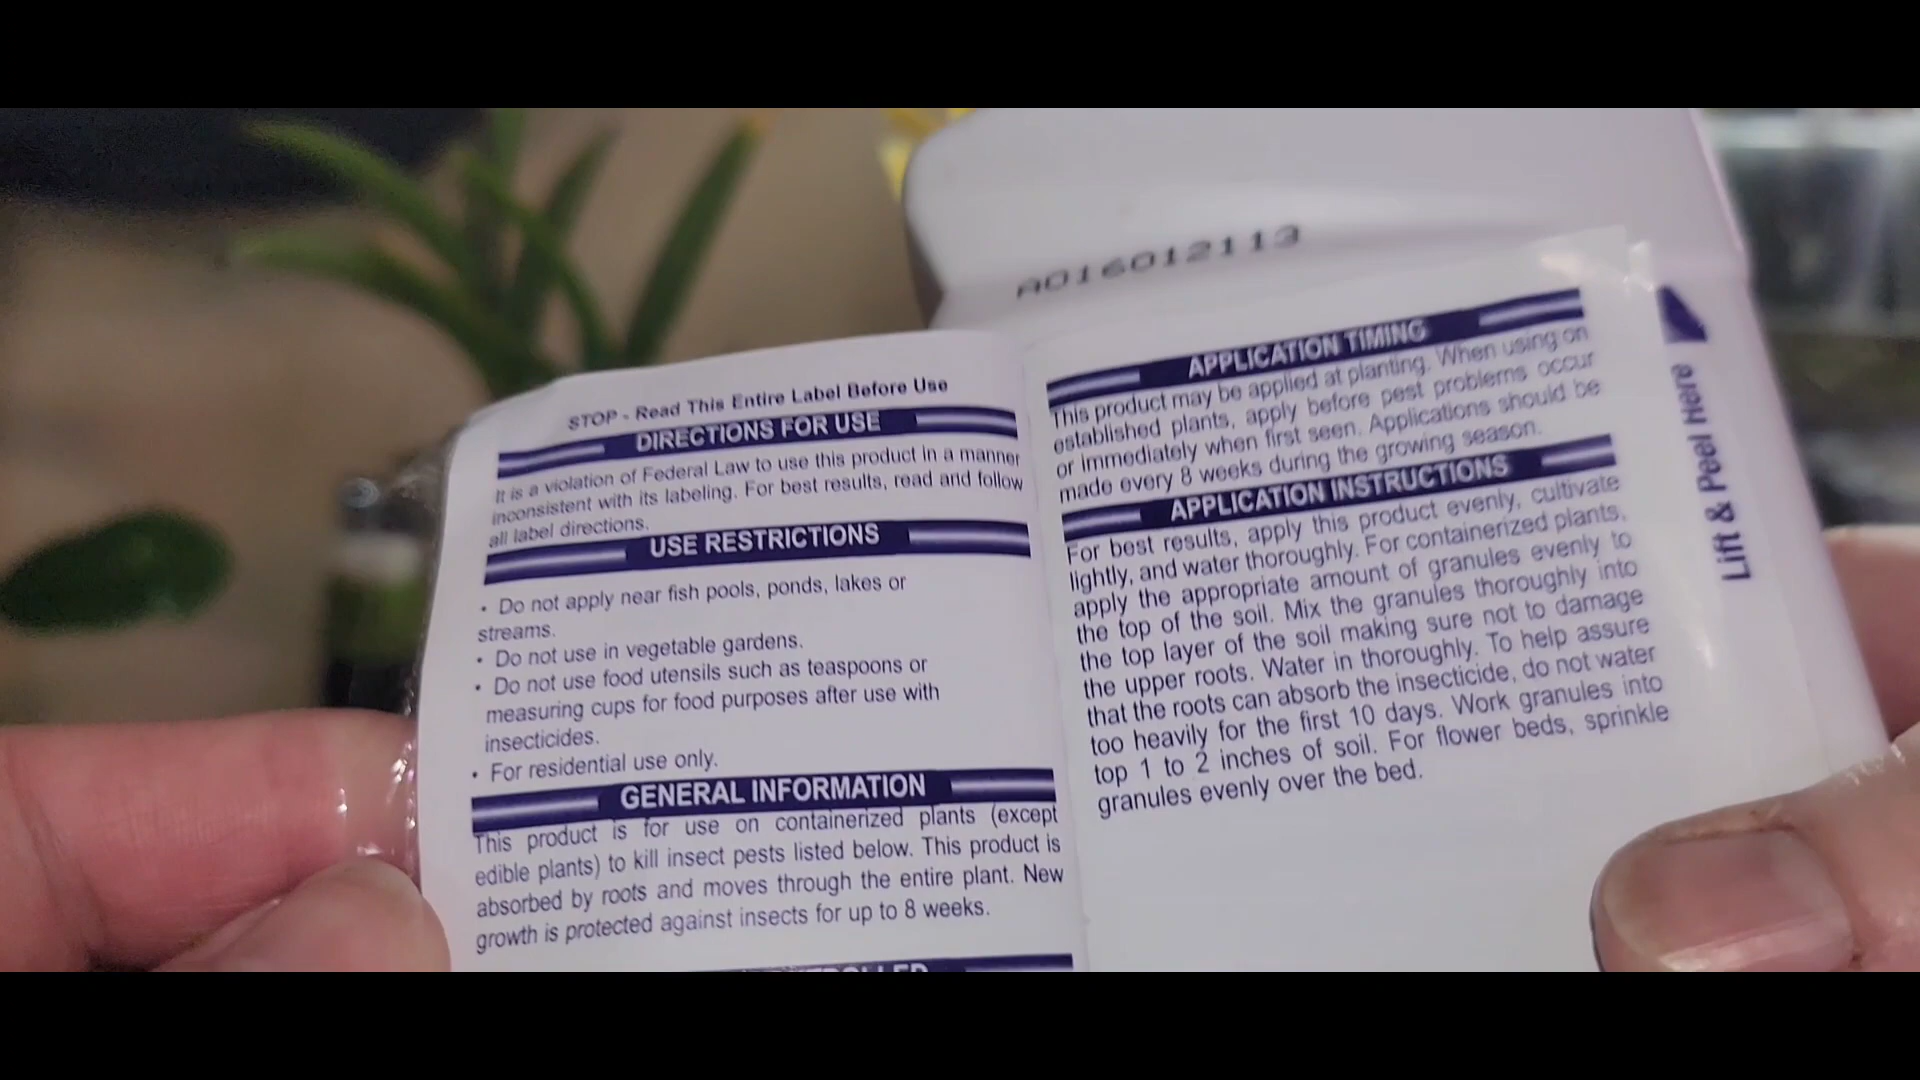 A016012113
STOP - Read This Entire Label Before Use
DIRECTIONS FOR USE
It is a violation of Federal Law to use this product in a manner
inconsistent with its labeling. For best results, read and follow
all label directions.
USE RESTRICTIONS
• Do not apply near fish pools, ponds, lakes or
streams.
• Do not use in vegetable gardens.
• Do not use food utensils such as teaspoons or
measuring cups for food purposes after use with
insecticides.
• For residential use only.
GENERAL INFORMATION
This product is for use on containerized plants (except
edible plants) to kill insect pests listed below. This product is
absorbed by roots and moves through the entire plant. New
growth is protected against insects for up to 8 weeks.
APPLICATION TIMING
This product may be applied at planting. When using on
established plants, apply before pest problems occur
or immediately when first seen. Applications should be
made every 8 weeks during the growing season.
APPLICATION INSTRUCTIONS
For best results, apply this product evenly, cultivate
lightly, and water thoroughly. For containerized plants,
apply the appropriate amount of granules evenly to
the top of the soil. Mix the granules thoroughly into
the top layer of the soil making sure not to damage
the upper roots. Water in thoroughly. To help assure
that the roots can absorb the insecticide, do not water
too heavily for the first 10 days. Work granules into
top 1 to 2 inches of soil. For flower beds, sprinkle
granules evenly over the bed.
Lift & Peel Here